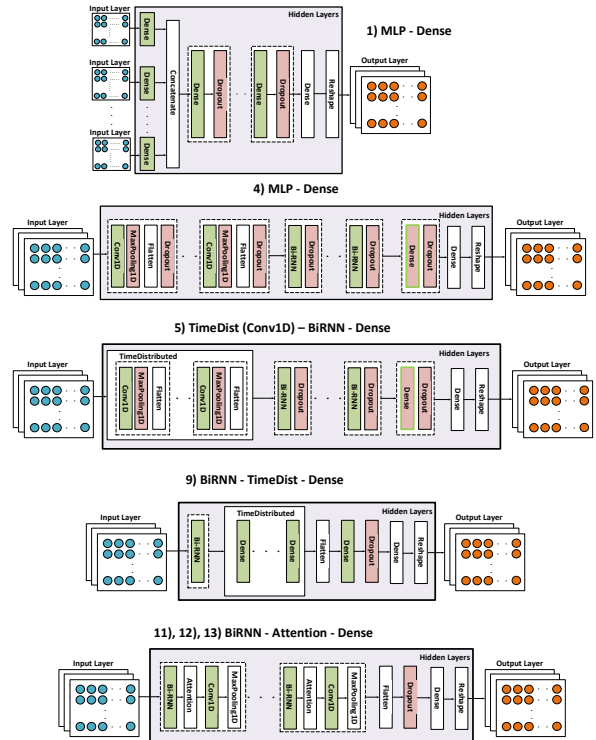 Input Layer
Hidden Layers
1) MLP - Dense
Dense
Input Layer
Dense
Input Layer
Dense
Concatenate
Dense
Dropout
Dense
Dropout
Dense
Reshape
Output Layer
4) MLP - Dense
Input Layer
Hidden Layers
Output Layer
Conv1D
MaxPooling1D
Flatten
Dropout
Conv1D
MaxPooling1D
Flatten
Dropout
Bi-RNN
Dropout
Bi-RNN
Dropout
Dense
Dropout
Dense
Reshape
5) TimeDist (Conv1D) – BiRNN - Dense
Input Layer
TimeDistributed
Hidden Layers
Output Layer
Conv1D
MaxPooling1D
Flatten
Conv1D
MaxPooling1D
Flatten
Bi-RNN
Dropout
Bi-RNN
Dropout
Dense
Dropout
Dense
Reshape
9) BiRNN - TimeDist - Dense
Input Layer
Hidden Layers
Output Layer
TimeDistributed
Bi-RNN
Dense
Dense
Flatten
Dense
Dropout
Dense
Reshape
11), 12), 13) BiRNN - Attention - Dense
Input Layer
Hidden Layers
Output Layer
Bi-RNN
Attention
Conv1D
MaxPooling1D
Bi-RNN
Attention
Conv1D
MaxPooling1D
Flatten
Dropout
Dense
Reshape